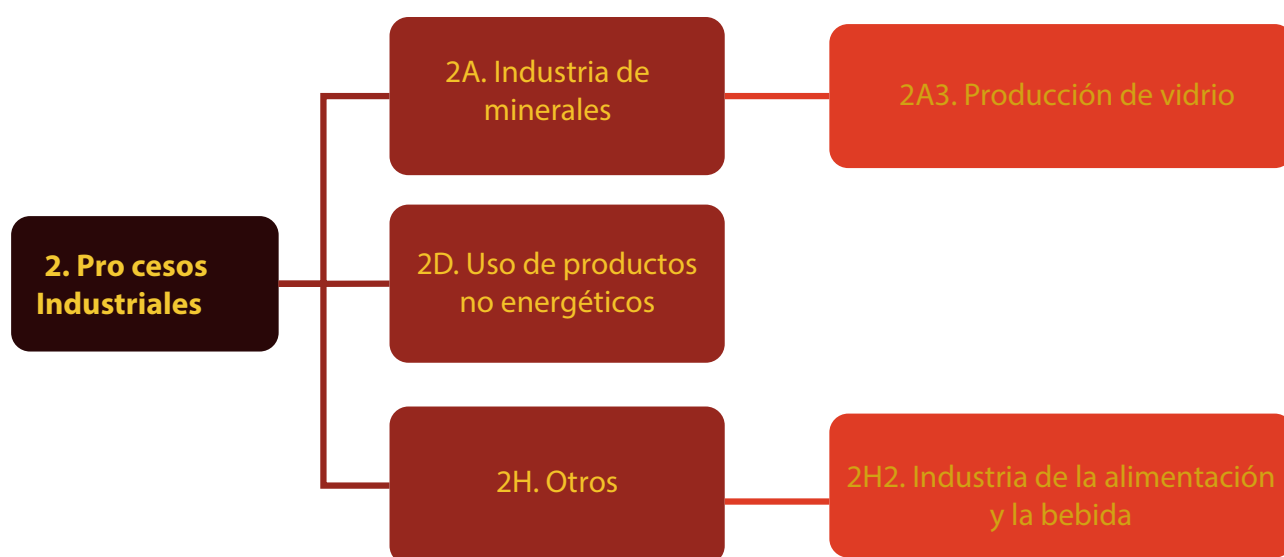 2A. Industria de
minerales
2A3. Producción de vidrio
2. Pro cesos
Industriales
2D. Uso de productos
no energéticos
2H. Otros
2H2. Industria de la alimentación
y la bebida